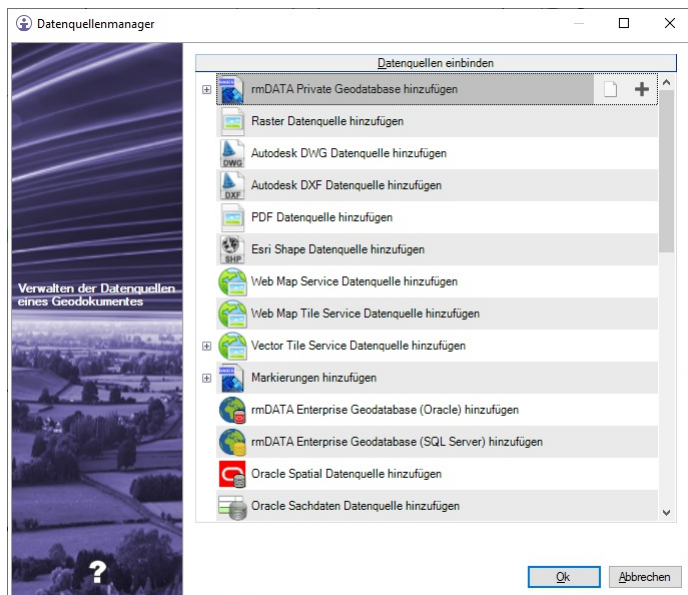 Datenquellenmanager
Datenquellen einbinden
rmDATA Private Geodatabase hinzufügen
Raster Datenquelle hinzufügen
DWG
Autodesk DWG Datenquelle hinzufügen
DXF
Autodesk DXF Datenquelle hinzufügen
PDF Datenquelle hinzufügen
SHP
Esri Shape Datenquelle hinzufügen
Web Map Service Datenquelle hinzufügen
Web Map Tile Service Datenquelle hinzufügen
Vector Tile Service Datenquelle hinzufügen
Markierungen hinzufügen
rmDATA Enterprise Geodatabase (Oracle) hinzufügen
rmDATA Enterprise Geodatabase (SQL Server) hinzufügen
Oracle Spatial Datenquelle hinzufügen
Oracle Sachdaten Datenquelle hinzufügen
Verwalten der Datenquellen
eines Geodokumentes
?
Ok
Abbrechen